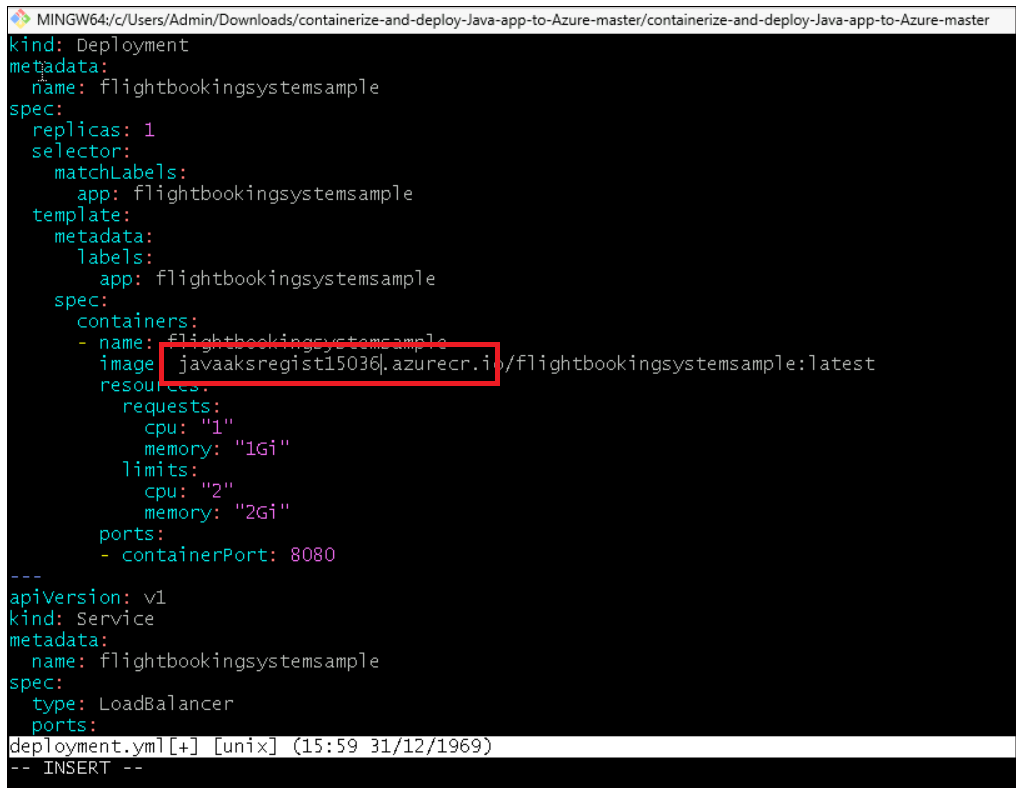 MINGW64:/c/Users/Admin/Downloads/containerize-and-deploy-Java-app-to-Azure-master/containerize-and-deploy-Java-app-to-Azure-master
kind: Deployment
metadata:
  name: flightbookingsystemsample
spec:
  replicas: 1
  selector:
    matchLabels:
      app: flightbookingsystemsample
  template:
    metadata:
      labels:
        app: flightbookingsystemsample
    spec:
      containers:
      - name: flightbookingsystemsample
        image: javaaksregist15036.azurecr.io/flightbookingsystemsample:latest
        resources:
          requests:
            cpu: "1"
            memory: "1Gi"
          limits:
            cpu: "2"
            memory: "2Gi"
        ports:
        - containerPort: 8080
---
apiVersion: v1
kind: Service
metadata:
  name: flightbookingsystemsample
spec:
  type: LoadBalancer
  ports:
deployment.yml[+] [unix] (15:59 31/12/1969)
-- INSERT --